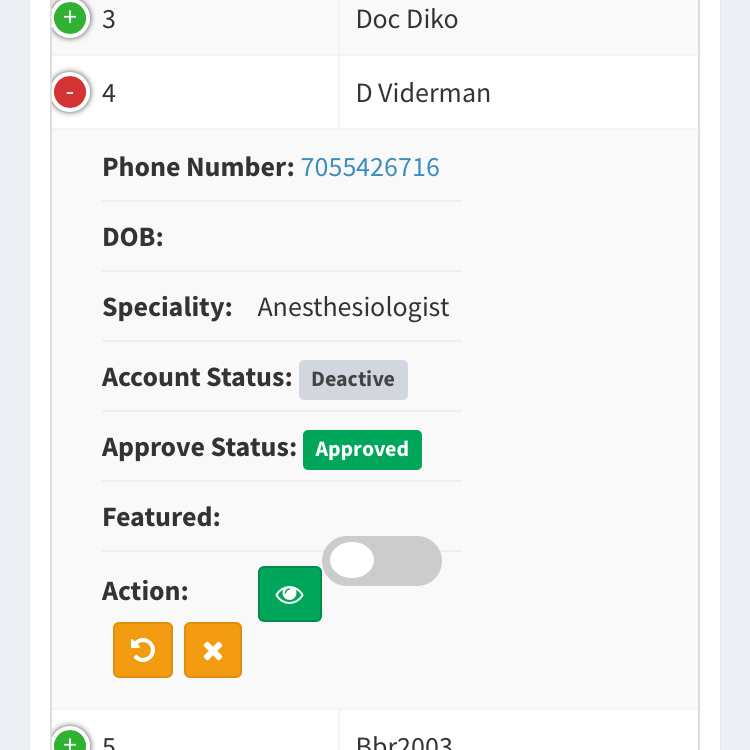 3 Doc Diko
4 D Viderman
Phone Number: 7055426716
DOB:
Speciality: Anesthesiologist
Account Status: Deactive
Approve Status: Approved
Featured:
Action:
5 Bbr2003